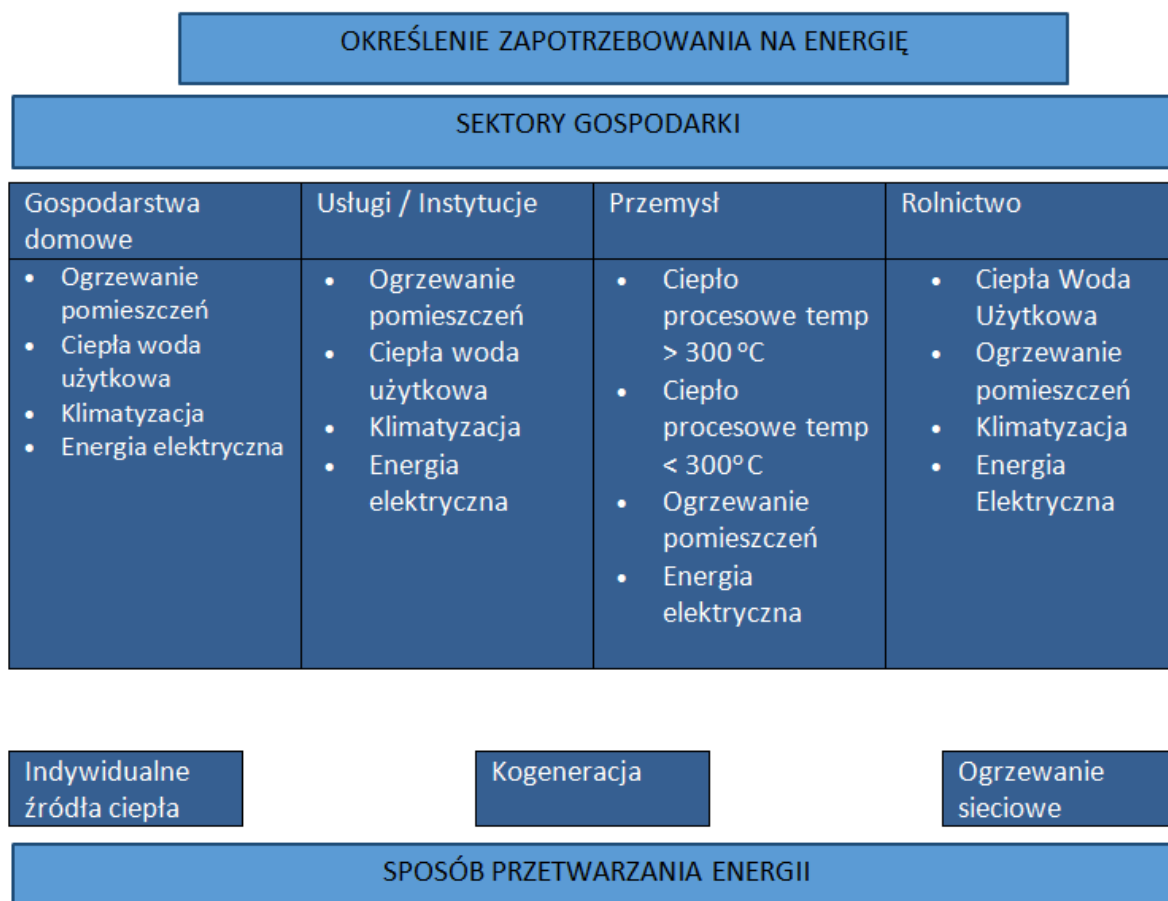 OKREŚLENIE ZAPOTRZEBOWANIA NA ENERGIĘ
SEKTORY GOSPODARKI
Gospodarstwa
domowe
• Ogrzewanie
pomieszczeń
• Ciepła woda
użytkowa
• Klimatyzacja
• Energia elektryczna
Usługi / Instytucje
• Ogrzewanie
pomieszczeń
• Ciepła woda
użytkowa
• Klimatyzacja
• Energia
elektryczna
Przemysł
• Ciepło
procesowe temp
> 300 °C
• Ciepło
procesowe temp
< 300°C
• Ogrzewanie
pomieszczeń
• Energia
elektryczna
Rolnictwo
• Ciepła Woda
Użytkowa
• Ogrzewanie
pomieszczeń
• Klimatyzacja
• Energia
Elektryczna
Indywidualne
źródła ciepła
Kogeneracja
Ogrzewanie
sieciowe
SPOSÓB PRZETWARZANIA ENERGII